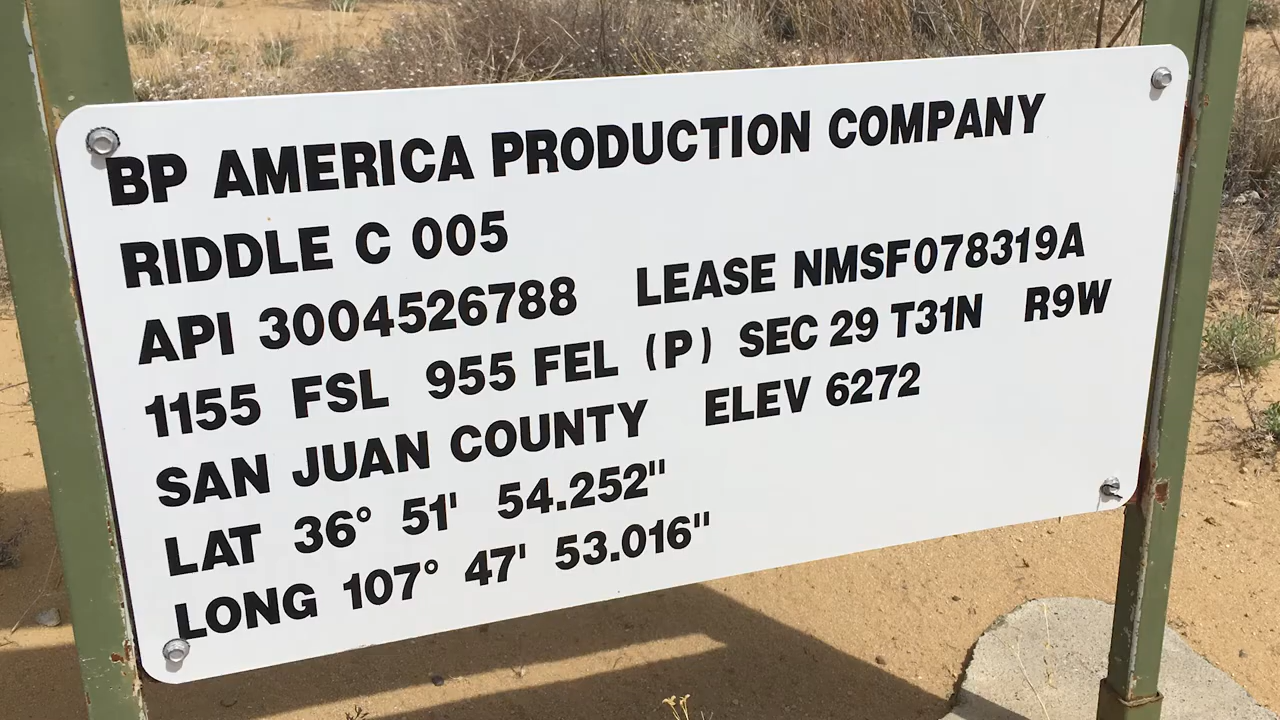 BP AMERICA PRODUCTION COMPANY
RIDDLE C 005
API 3004526788 LEASE NMSF078319A
1155 FSL 955 FEL (P) SEC 29 T31N R9W
SAN JUAN COUNTY ELEV 6272
LAT 36° 51' 54.252"
LONG 107° 47' 53.016"